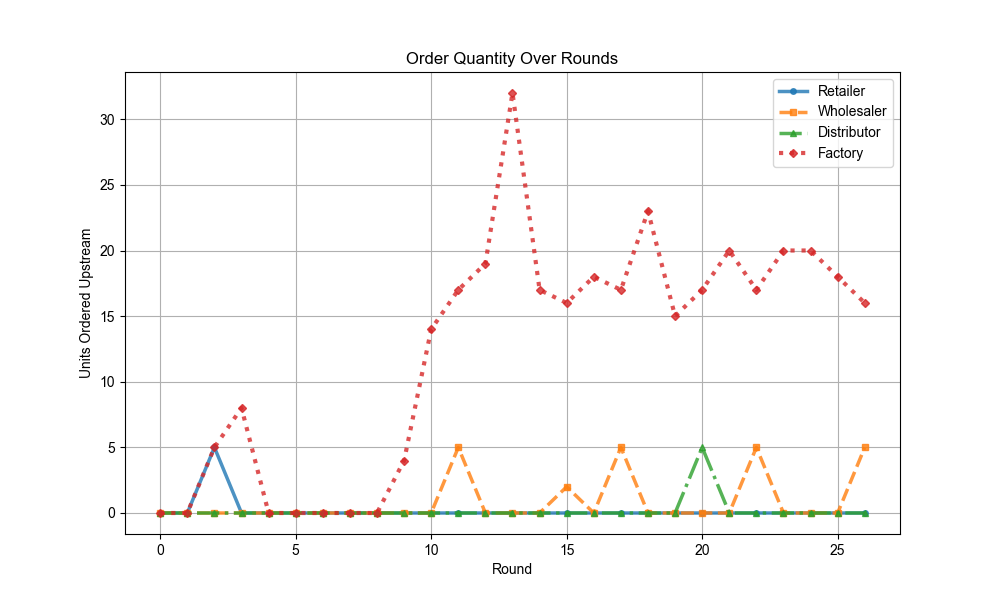 Order Quantity Over Rounds
Retailer
Wholesaler
Distributor
Factory
Units Ordered Upstream
30
25
20
15
10
5
0
0 5 10 15 20 25
Round